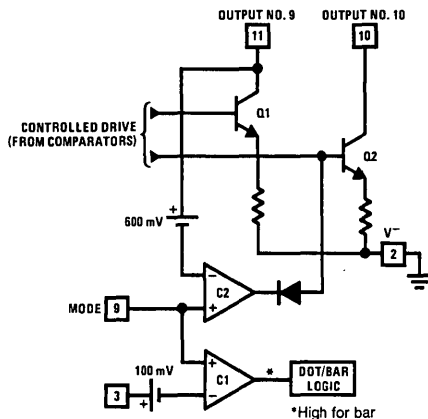 OUTPUT NO. 9
OUTPUT NO. 10
11
10
Q1
CONTROLLED DRIVE
(FROM COMPARATORS)
Q2
+
600 mV
V−
2
−
C2
+
MODE
9
100 mV
+
C1
*
DOT/BAR
LOGIC
3
+
−
*High for bar